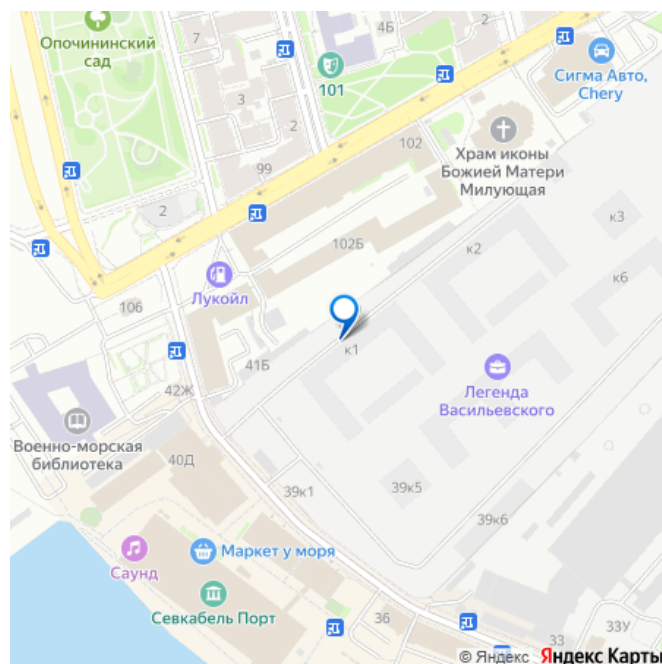 Опочининский
сад
7
4Б
3
101
Сигма Авто,
Chery
2
99
102
Храм иконы
Божией Матери
Милующая
2
к3
102Б
к2
к6
Лукойл
106
к1
41Б
Легенда
Васильевского
42Ж
Военно-морская
библиотека
40Д
39к1
39к5
39к6
Саунд
Маркет у моря
Севкабель Порт
36
33
33У
© Яндекс Яндекс Карты